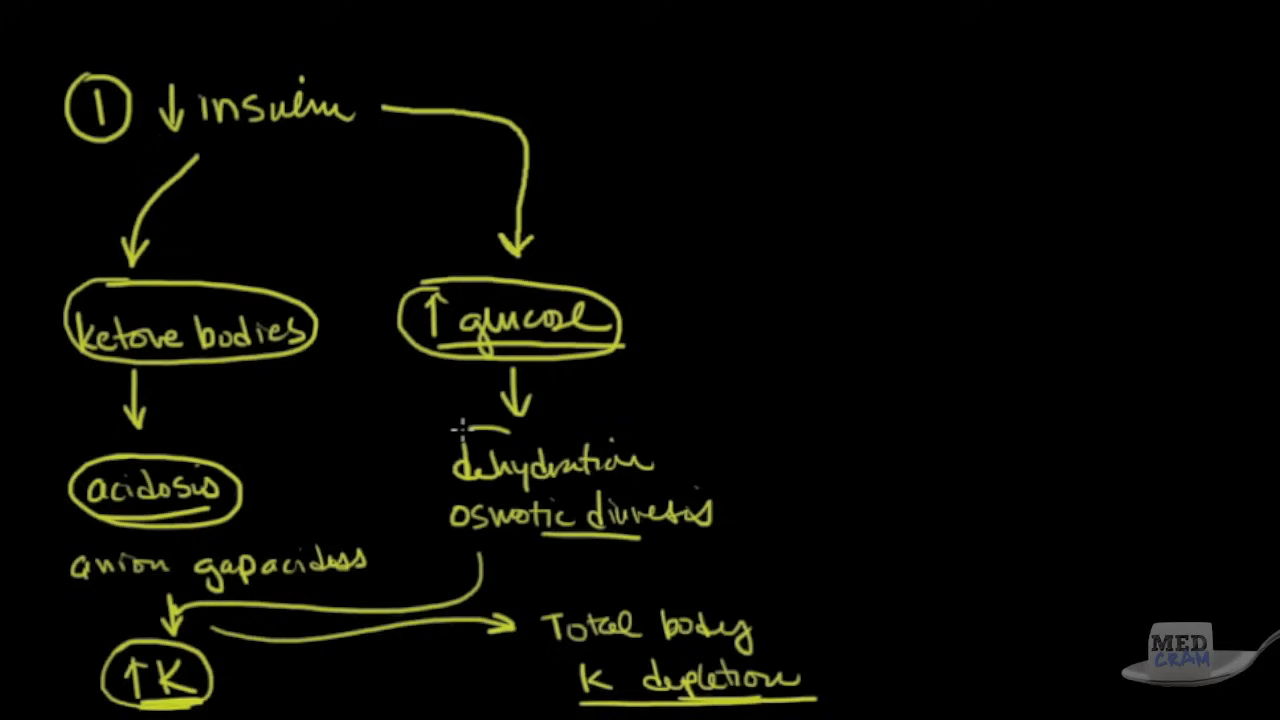 1 ↓ insulin
ketone bodies
↑ glucose
acidosis
dehydration
osmotic diuresis
anion gap acidosis
↑ K
Total body
K depletion
MED
CRAM